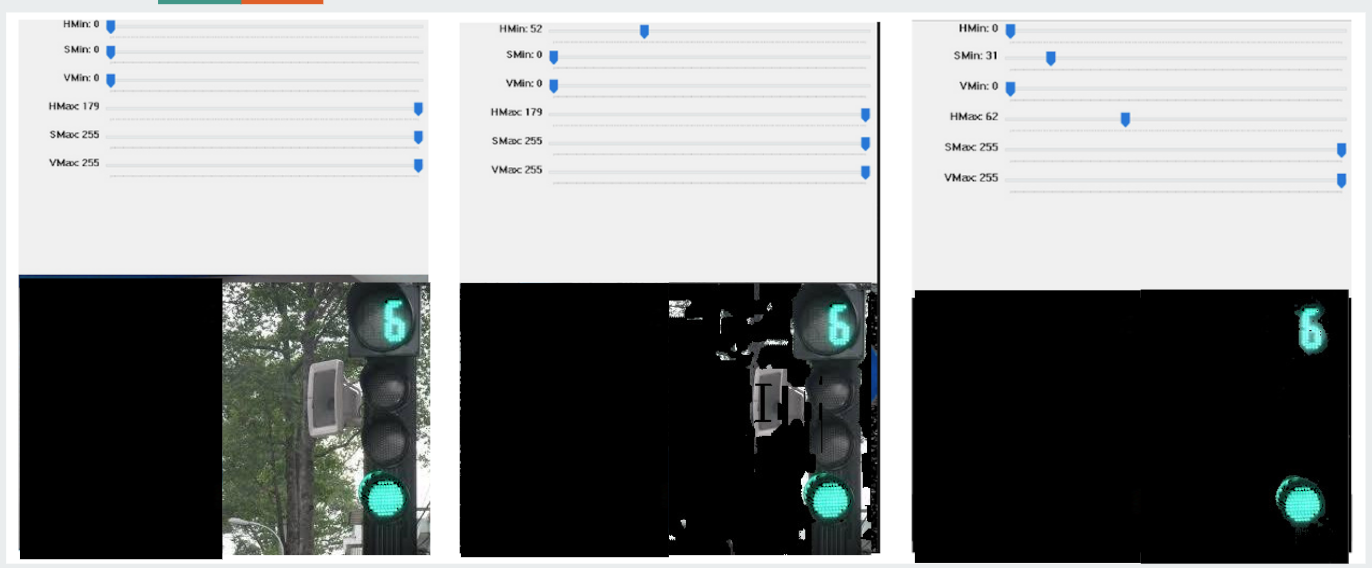 HMin: 0
SMin: 0
VMin: 0
HMax: 179
SMax: 255
VMax: 255
6
HMin: 52
SMin: 0
VMin: 0
HMax: 179
SMax: 255
VMax: 255
6
HMin: 0
SMin: 31
VMin: 0
HMax: 62
SMax: 255
VMax: 255
6